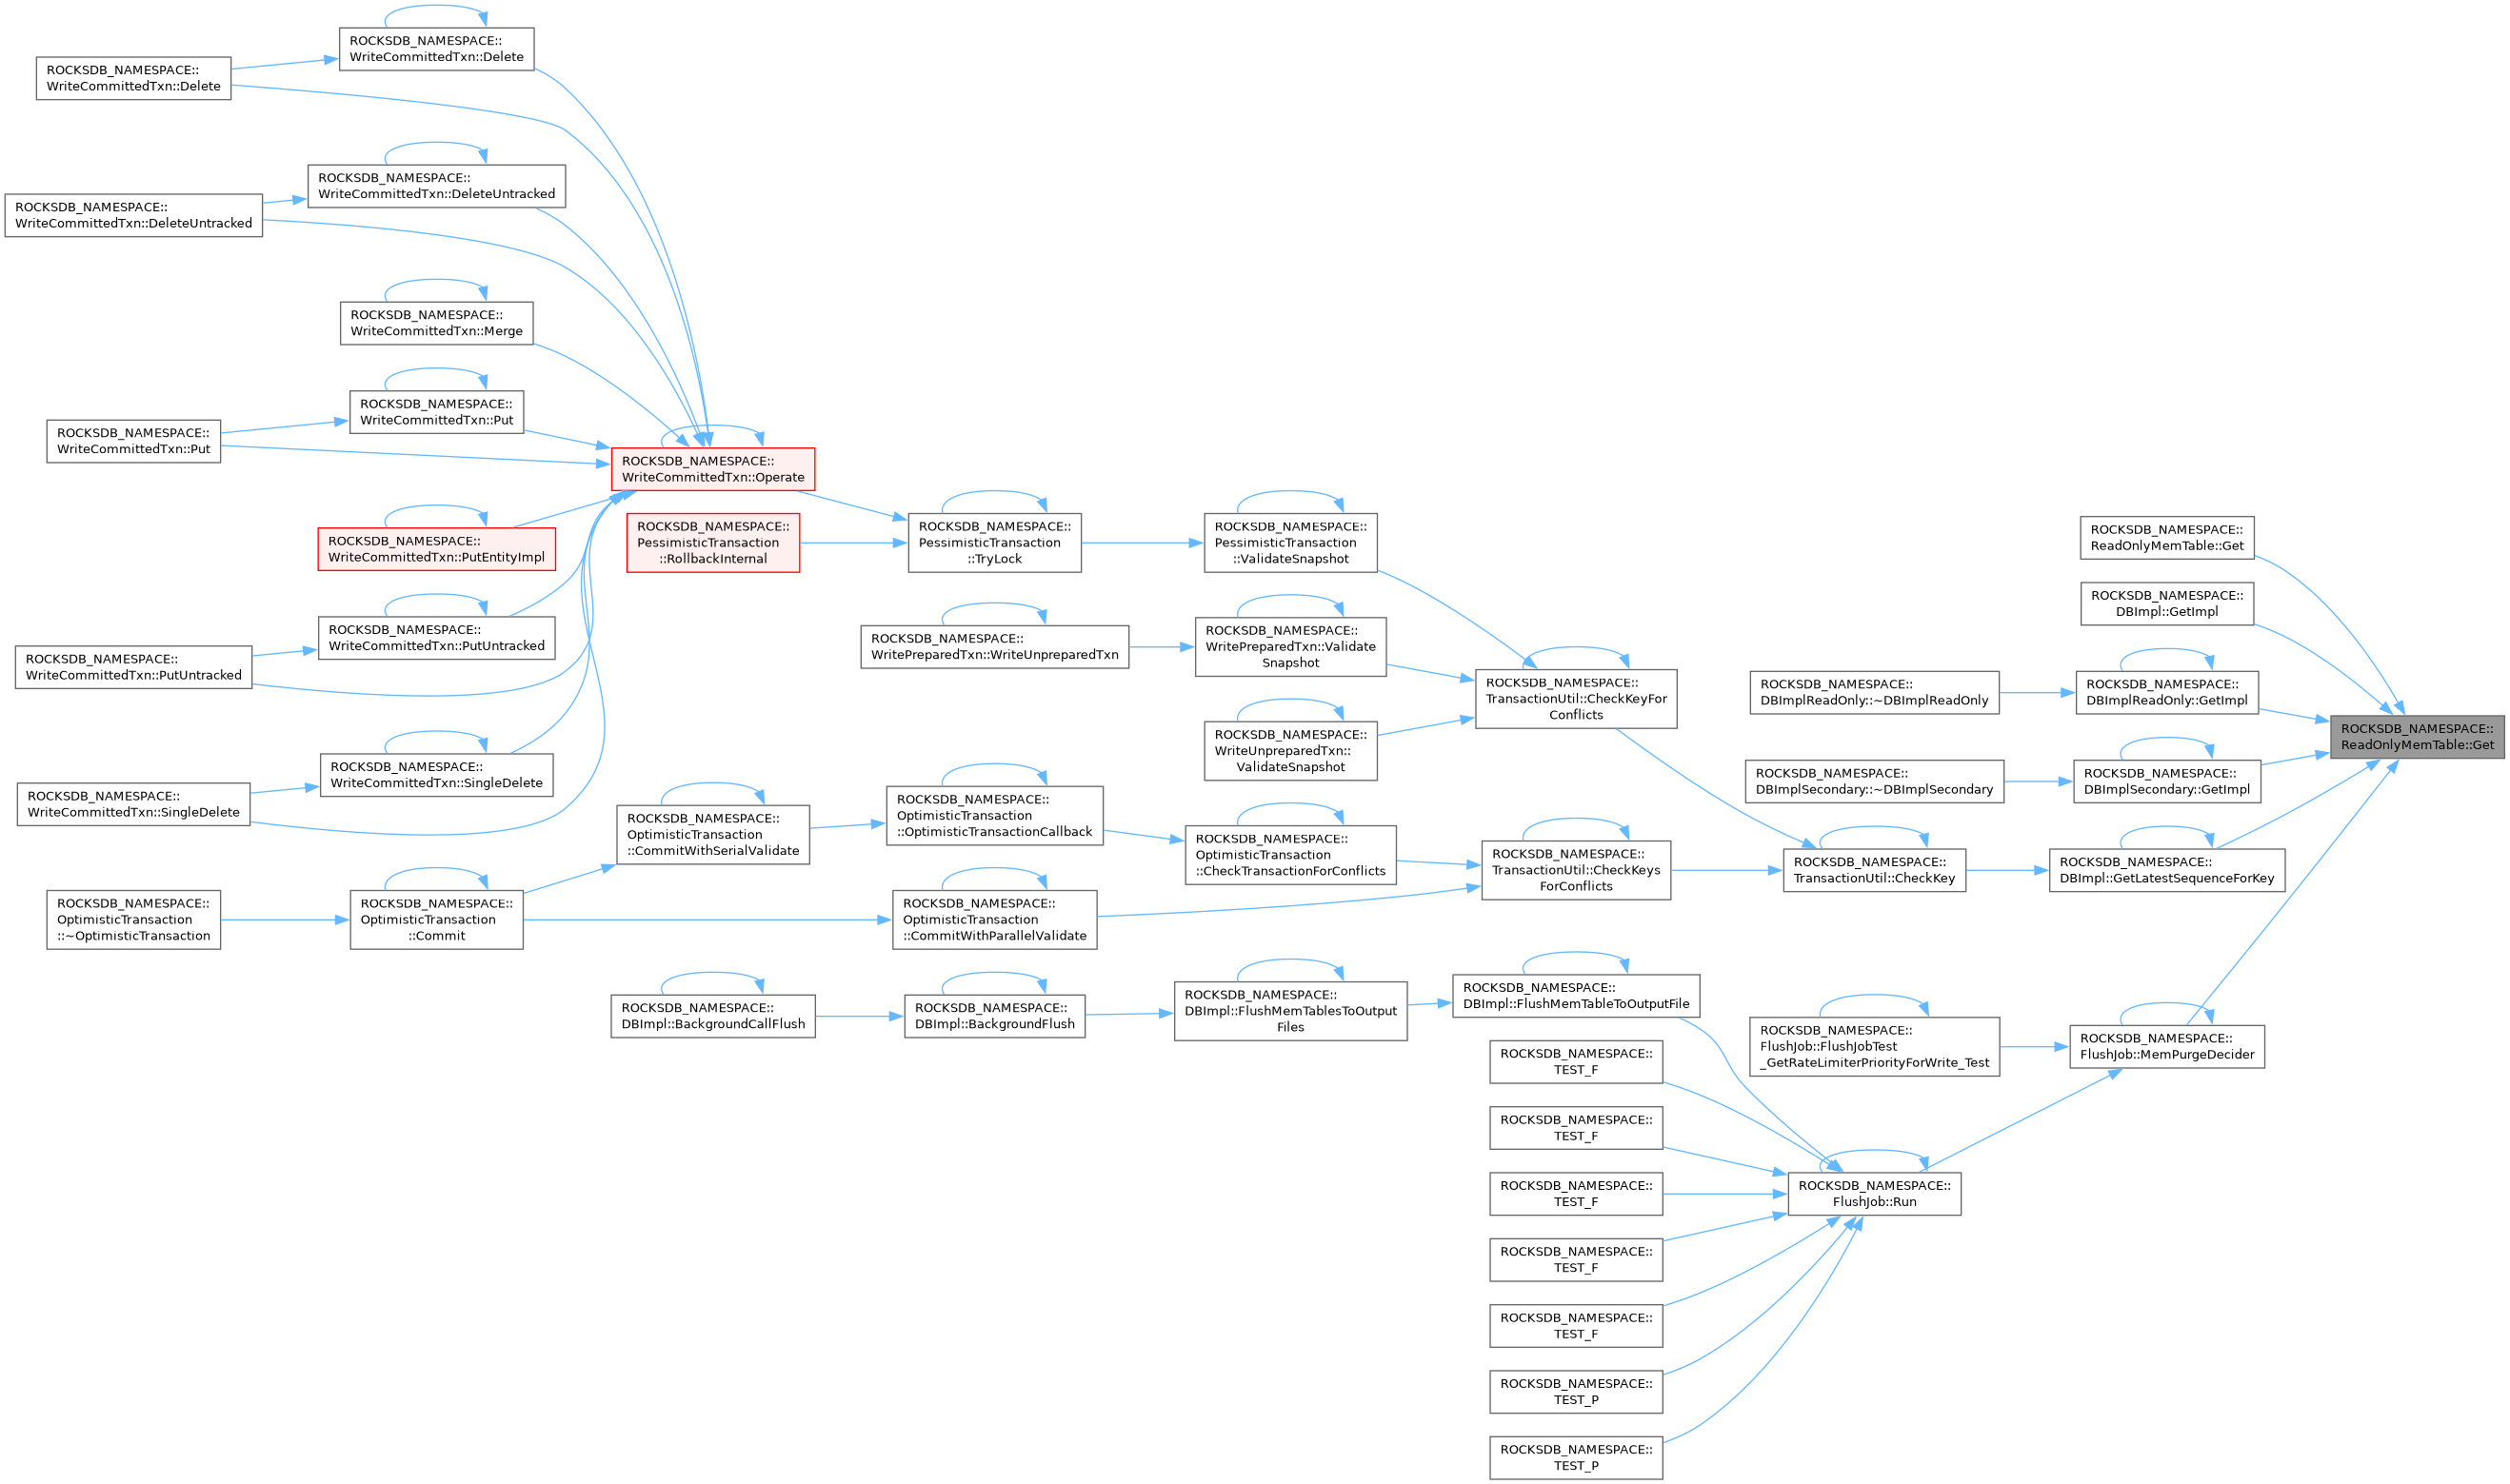 ROCKSDB_NAMESPACE::
WriteCommittedTxn::Delete
ROCKSDB_NAMESPACE::
WriteCommittedTxn::Delete
ROCKSDB_NAMESPACE::
WriteCommittedTxn::DeleteUntracked
ROCKSDB_NAMESPACE::
WriteCommittedTxn::DeleteUntracked
ROCKSDB_NAMESPACE::
WriteCommittedTxn::Merge
ROCKSDB_NAMESPACE::
WriteCommittedTxn::Put
ROCKSDB_NAMESPACE::
WriteCommittedTxn::Put
ROCKSDB_NAMESPACE::
WriteCommittedTxn::Operate
ROCKSDB_NAMESPACE::
WriteCommittedTxn::PutEntityImpl
ROCKSDB_NAMESPACE::
PessimisticTransaction
::RollbackInternal
ROCKSDB_NAMESPACE::
PessimisticTransaction
::TryLock
ROCKSDB_NAMESPACE::
PessimisticTransaction
::ValidateSnapshot
ROCKSDB_NAMESPACE::
ReadOnlyMemTable::Get
ROCKSDB_NAMESPACE::
DBImpl::GetImpl
ROCKSDB_NAMESPACE::
WriteCommittedTxn::PutUntracked
ROCKSDB_NAMESPACE::
WriteCommittedTxn::PutUntracked
ROCKSDB_NAMESPACE::
WritePreparedTxn::WriteUnpreparedTxn
ROCKSDB_NAMESPACE::
WritePreparedTxn::Validate
Snapshot
ROCKSDB_NAMESPACE::
TransactionUtil::CheckKeyFor
Conflicts
ROCKSDB_NAMESPACE::
DBImplReadOnly::~DBImplReadOnly
ROCKSDB_NAMESPACE::
DBImplReadOnly::GetImpl
ROCKSDB_NAMESPACE::
ReadOnlyMemTable::Get
ROCKSDB_NAMESPACE::
WriteUnpreparedTxn::
ValidateSnapshot
ROCKSDB_NAMESPACE::
WriteCommittedTxn::SingleDelete
ROCKSDB_NAMESPACE::
WriteCommittedTxn::SingleDelete
ROCKSDB_NAMESPACE::
DBImplSecondary::~DBImplSecondary
ROCKSDB_NAMESPACE::
DBImplSecondary::GetImpl
ROCKSDB_NAMESPACE::
OptimisticTransaction
::CommitWithSerialValidate
ROCKSDB_NAMESPACE::
OptimisticTransaction
::OptimisticTransactionCallback
ROCKSDB_NAMESPACE::
OptimisticTransaction
::CheckTransactionForConflicts
ROCKSDB_NAMESPACE::
TransactionUtil::CheckKeys
ForConflicts
ROCKSDB_NAMESPACE::
TransactionUtil::CheckKey
ROCKSDB_NAMESPACE::
DBImpl::GetLatestSequenceForKey
ROCKSDB_NAMESPACE::
OptimisticTransaction
::~OptimisticTransaction
ROCKSDB_NAMESPACE::
OptimisticTransaction
::Commit
ROCKSDB_NAMESPACE::
OptimisticTransaction
::CommitWithParallelValidate
ROCKSDB_NAMESPACE::
DBImpl::BackgroundCallFlush
ROCKSDB_NAMESPACE::
DBImpl::BackgroundFlush
ROCKSDB_NAMESPACE::
DBImpl::FlushMemTablesToOutput
Files
ROCKSDB_NAMESPACE::
DBImpl::FlushMemTableToOutputFile
ROCKSDB_NAMESPACE::
FlushJob::FlushJobTest
_GetRateLimiterPriorityForWrite_Test
ROCKSDB_NAMESPACE::
FlushJob::MemPurgeDecider
ROCKSDB_NAMESPACE::
TEST_F
ROCKSDB_NAMESPACE::
TEST_F
ROCKSDB_NAMESPACE::
TEST_F
ROCKSDB_NAMESPACE::
FlushJob::Run
ROCKSDB_NAMESPACE::
TEST_F
ROCKSDB_NAMESPACE::
TEST_F
ROCKSDB_NAMESPACE::
TEST_P
ROCKSDB_NAMESPACE::
TEST_P